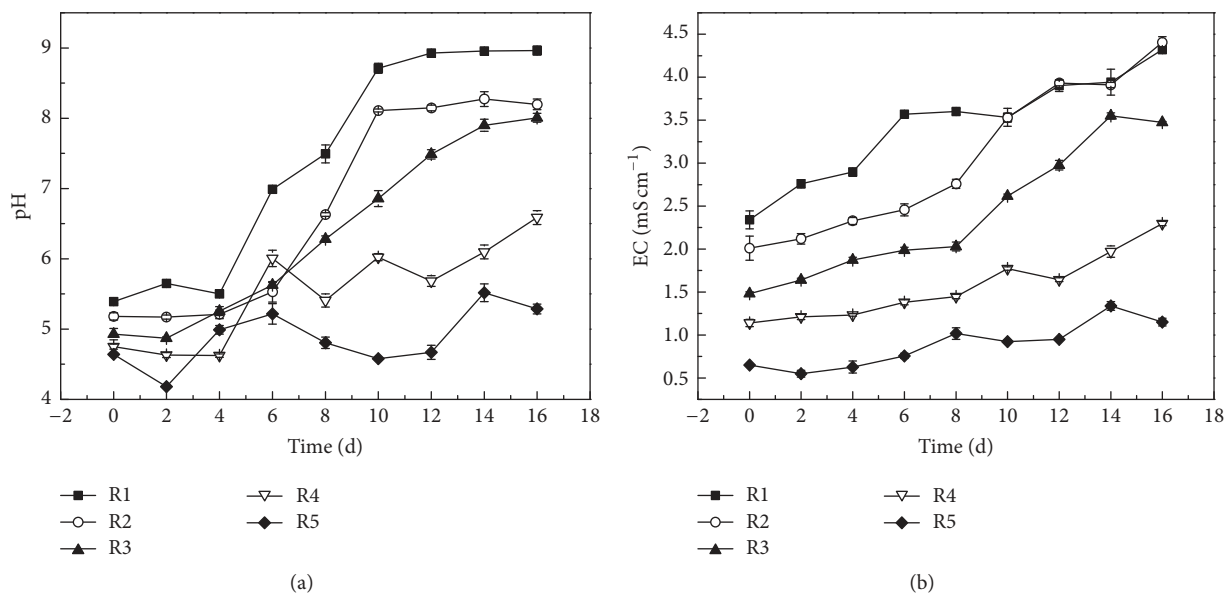 9
8
7
6
5
4
pH
−2 0 2 4 6 8 10 12 14 16 18
Time (d)
R1 R4
R2 R5
R3
(a)
4.5
4.0
3.5
3.0
2.5
2.0
1.5
1.0
0.5
EC (mS cm−1)
−2 0 2 4 6 8 10 12 14 16 18
Time (d)
R1 R4
R2 R5
R3
(b)